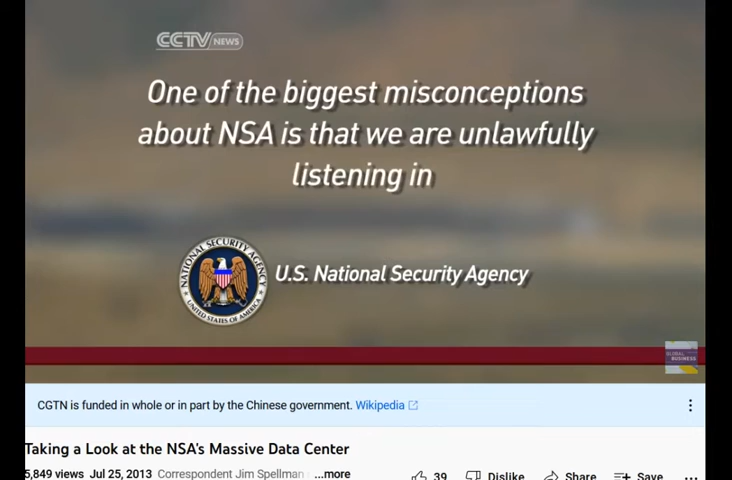 CCTV NEWS
One of the biggest misconceptions
about NSA is that we are unlawfully
listening in
NATIONAL SECURITY AGENCY
UNITED STATES OF AMERICA
U.S. National Security Agency
GLOBAL
BUSINESS
CGTN is funded in whole or in part by the Chinese government. Wikipedia
Taking a Look at the NSA's Massive Data Center
5,849 views Jul 25, 2013 Correspondent Jim Spellman ...more
39 Dislike Share Save